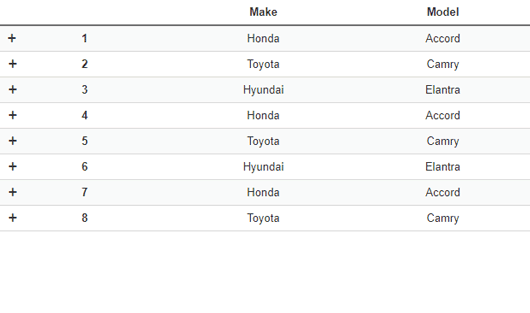 Make Model
+ 1 Honda Accord
+ 2 Toyota Camry
+ 3 Hyundai Elantra
+ 4 Honda Accord
+ 5 Toyota Camry
+ 6 Hyundai Elantra
+ 7 Honda Accord
+ 8 Toyota Camry